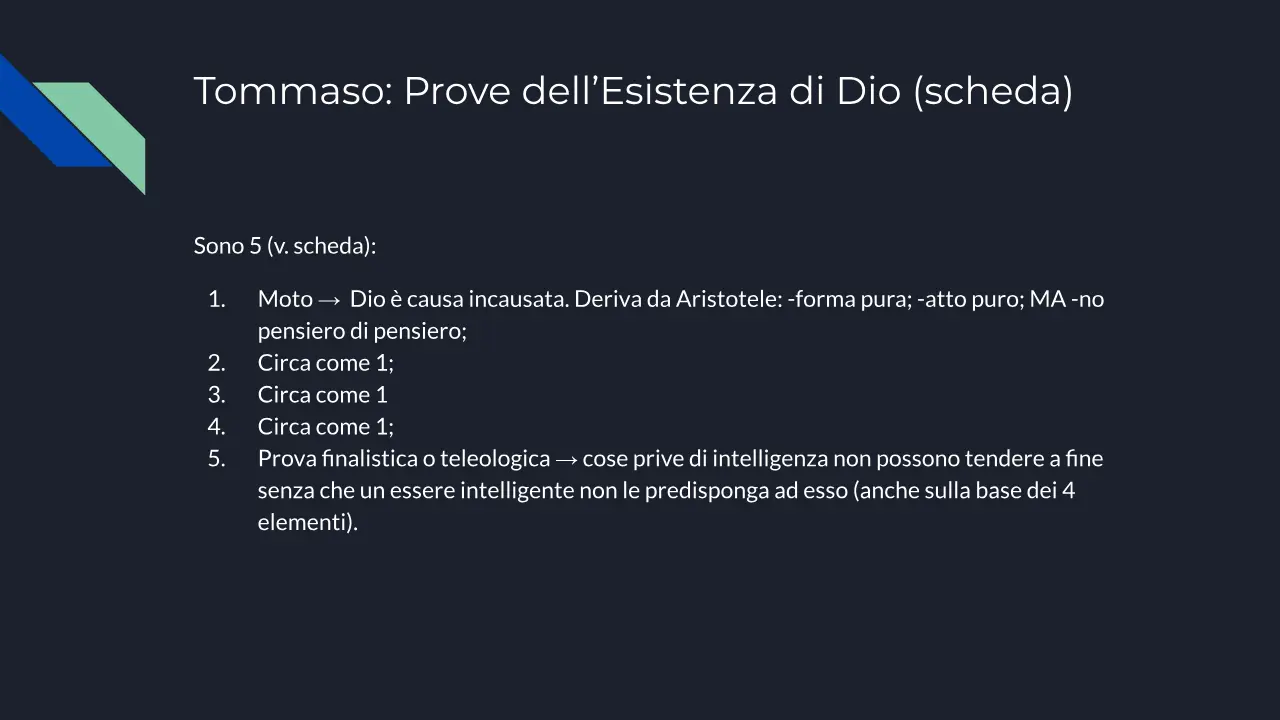 Tommaso: Prove dell’Esistenza di Dio (scheda)
Sono 5 (v. scheda):
1. Moto → Dio è causa incausata. Deriva da Aristotele: -forma pura; -atto puro; MA -no
pensiero di pensiero;
2. Circa come 1;
3. Circa come 1
4. Circa come 1;
5. Prova finalistica o teleologica → cose prive di intelligenza non possono tendere a fine
senza che un essere intelligente non le predisponga ad esso (anche sulla base dei 4
elementi).